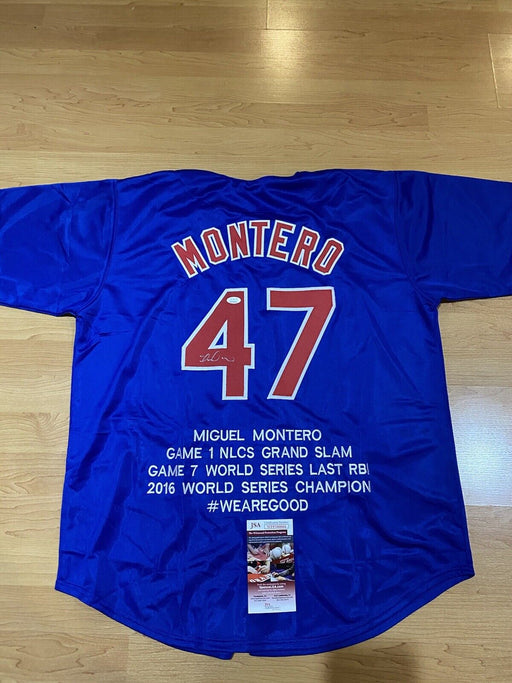 MONTERO
47
MIGUEL MONTERO
GAME 1 NLCS GRAND SLAM
GAME 7 WORLD SERIES LAST RBI
2016 WORLD SERIES CHAMPION
#WEAREGOOD
JSA